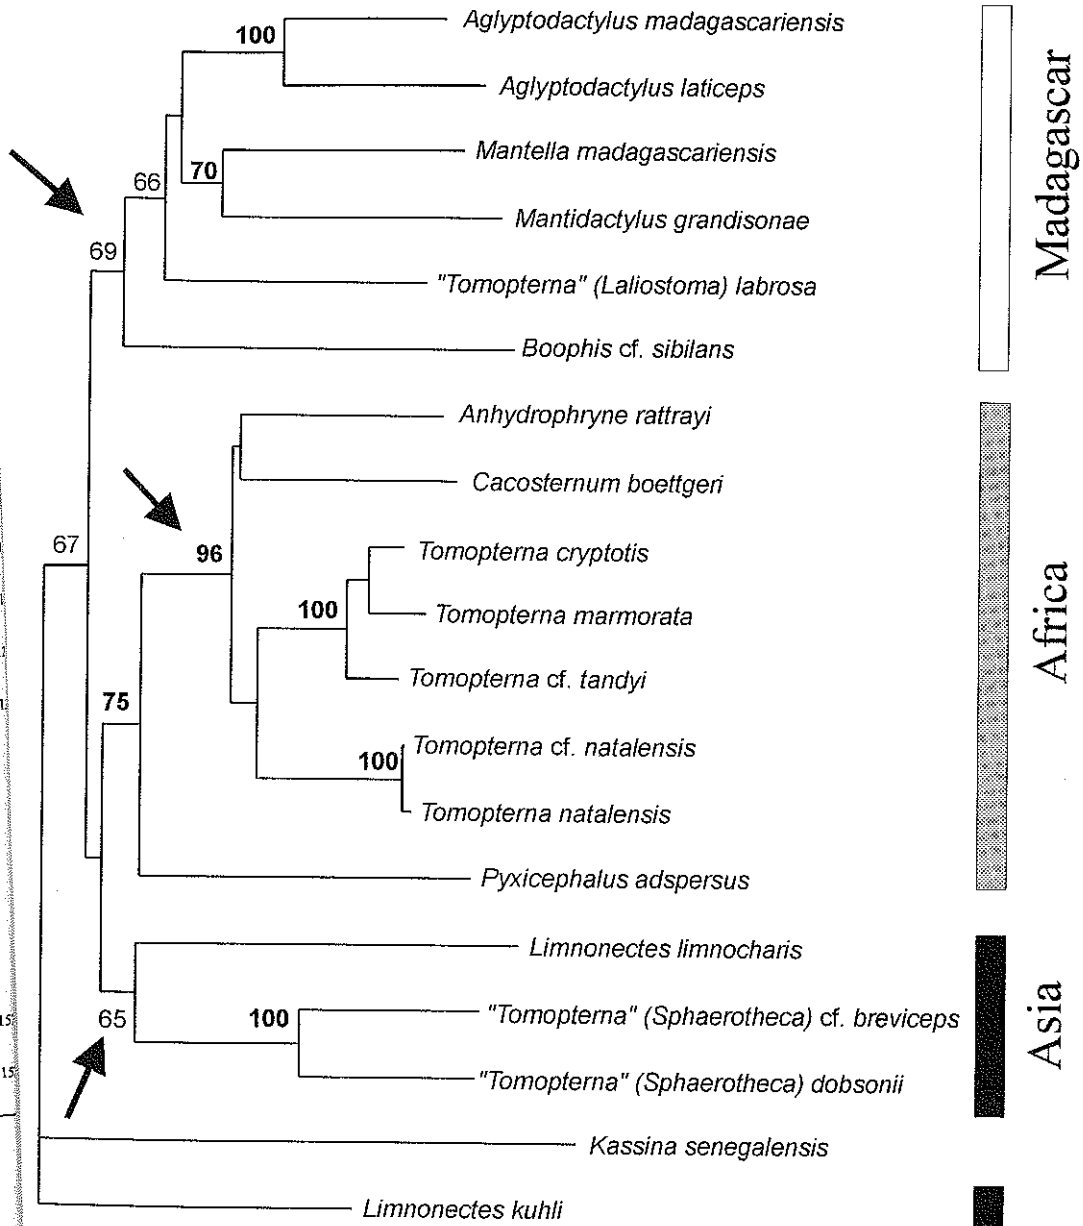 Aglyptodactylus madagascariensis
100
Aglyptodactylus laticeps
Mantella madagascariensis
66
70
Mantidactylus grandisonae
69
"Tomopterna" (Laliostoma) labrosa
Boophis cf. sibilans
Madagascar
Anhydrophryne rattrayi
Cacosternum boettgeri
67
96
Tomopterna cryptotis
100
Tomopterna marmorata
Tomopterna cf. tandyi
75
Tomopterna cf. natalensis
100
Tomopterna natalensis
Pyxicephalus adspersus
Africa
Limnonectes limnocharis
65
100
"Tomopterna" (Sphaerotheca) cf. breviceps
"Tomopterna" (Sphaerotheca) dobsonii
Asia
Kassina senegalensis
Limnonectes kuhli
15
15